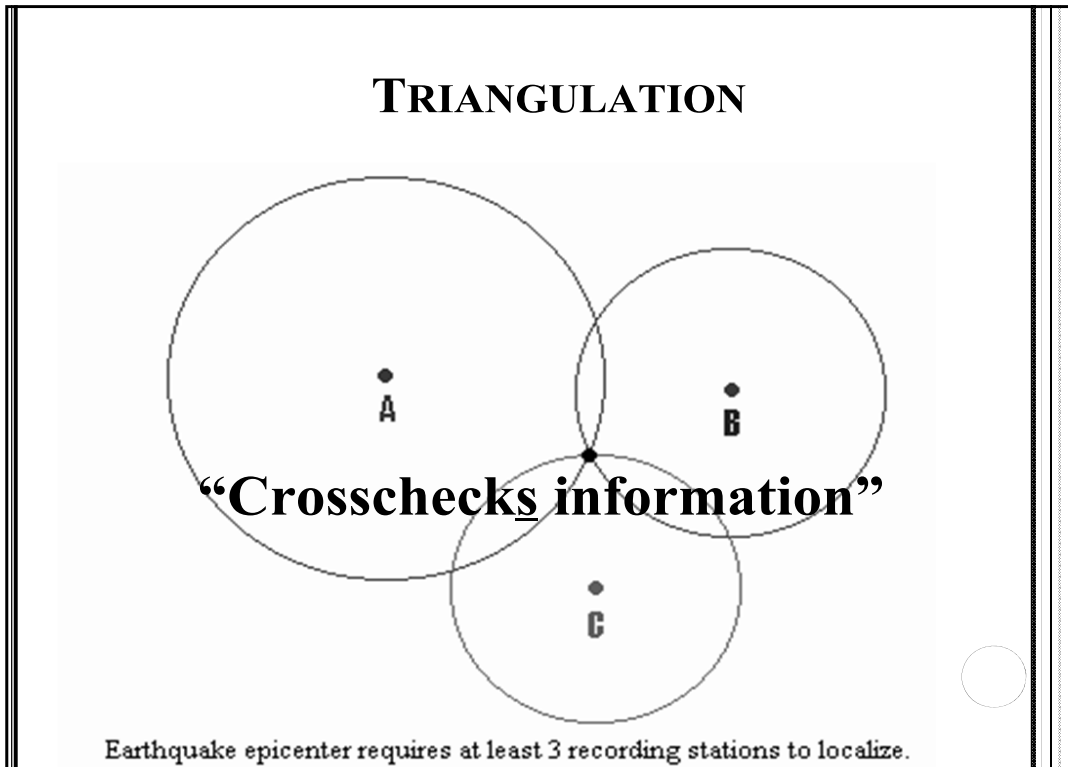 TRIANGULATION
A
B
“Crosschecks information”
C
Earthquake epicenter requires at least 3 recording stations to localize.